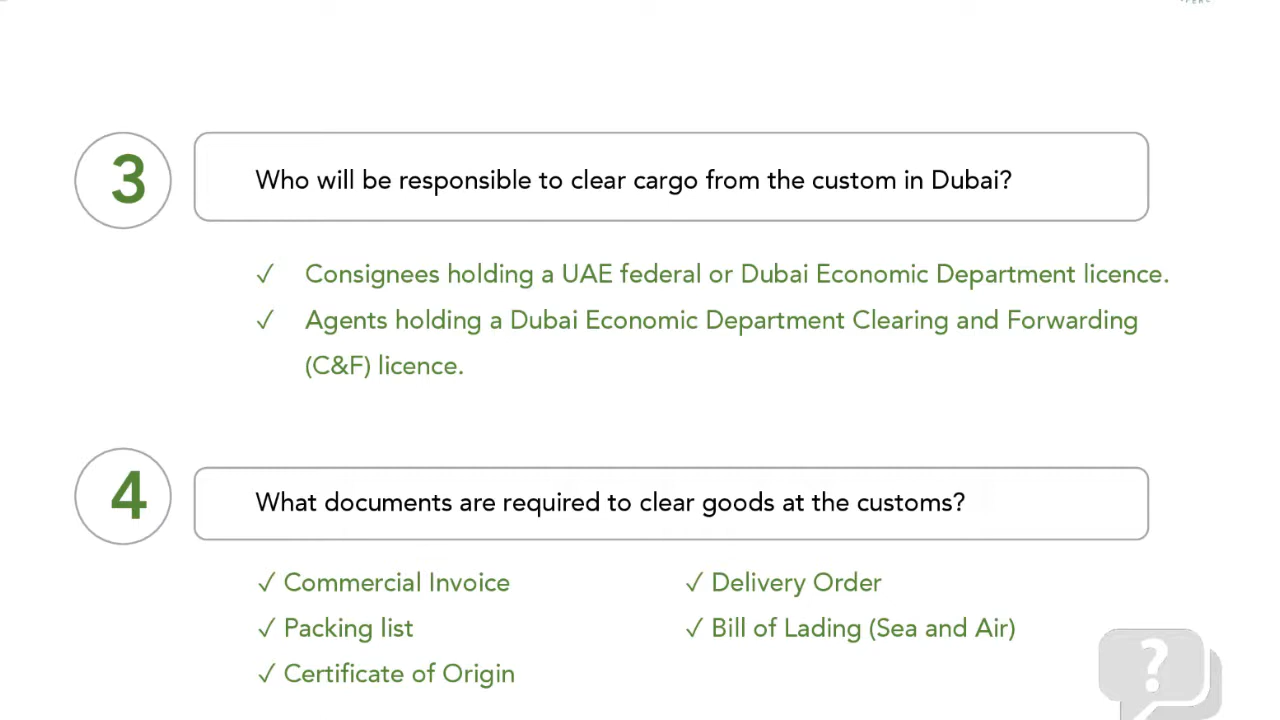 3
Who will be responsible to clear cargo from the custom in Dubai?
✓ Consignees holding a UAE federal or Dubai Economic Department licence.
✓ Agents holding a Dubai Economic Department Clearing and Forwarding
(C&F) licence.
4
What documents are required to clear goods at the customs?
✓ Commercial Invoice
✓ Packing list
✓ Certificate of Origin
✓ Delivery Order
✓ Bill of Lading (Sea and Air)
?